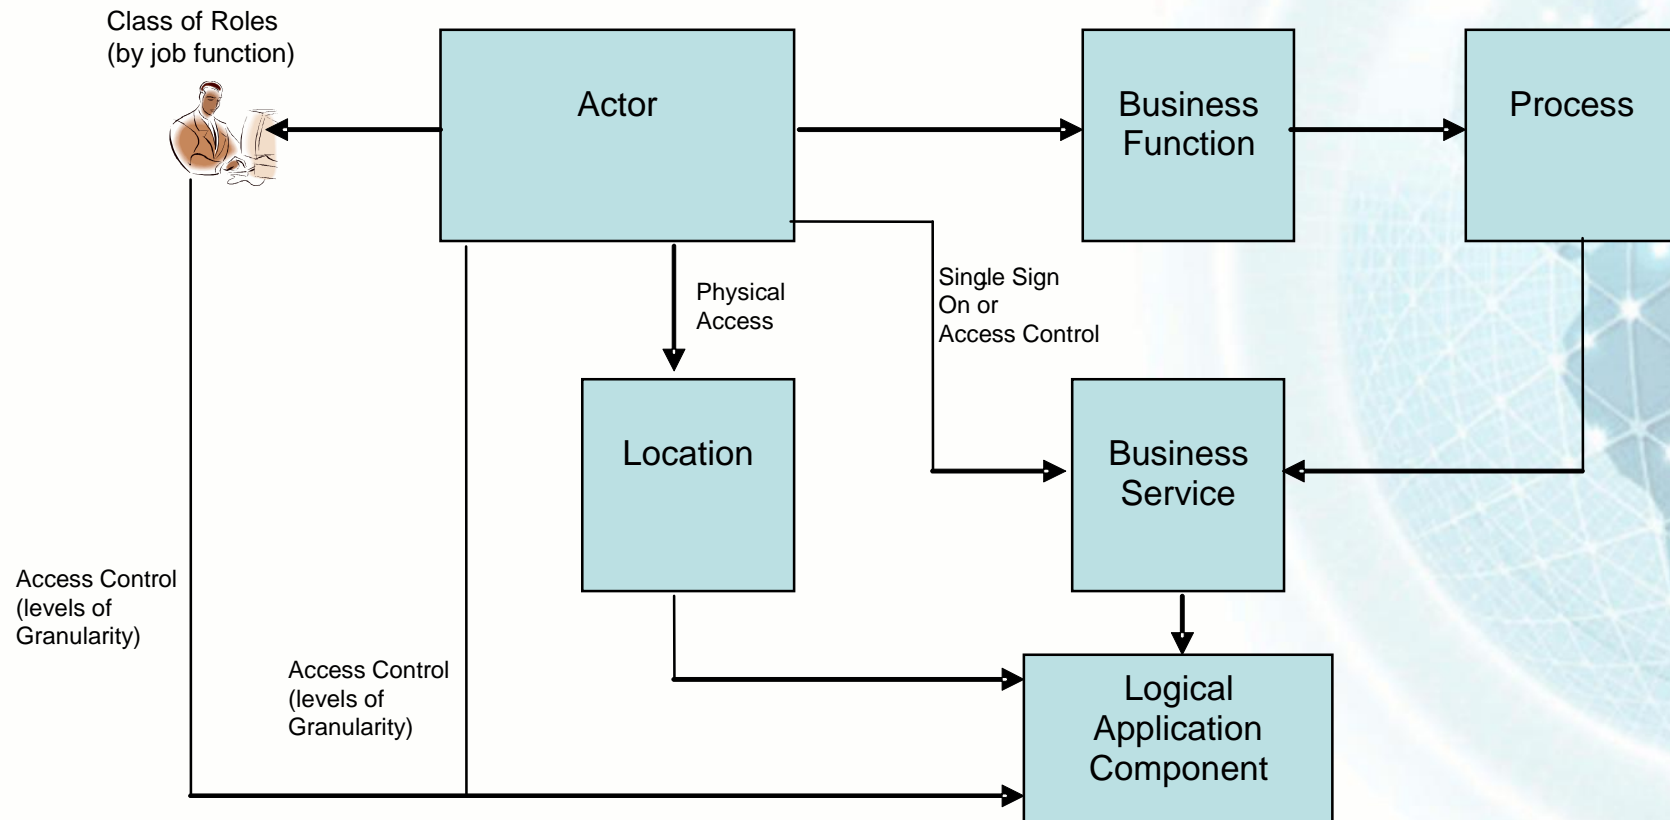 Class of Roles
(by job function)
Actor
Business
Function
Process
Physical
Access
Single Sign
On or
Access Control
Location
Business
Service
Access Control
(levels of
Granularity)
Access Control
(levels of
Granularity)
Logical
Application
Component